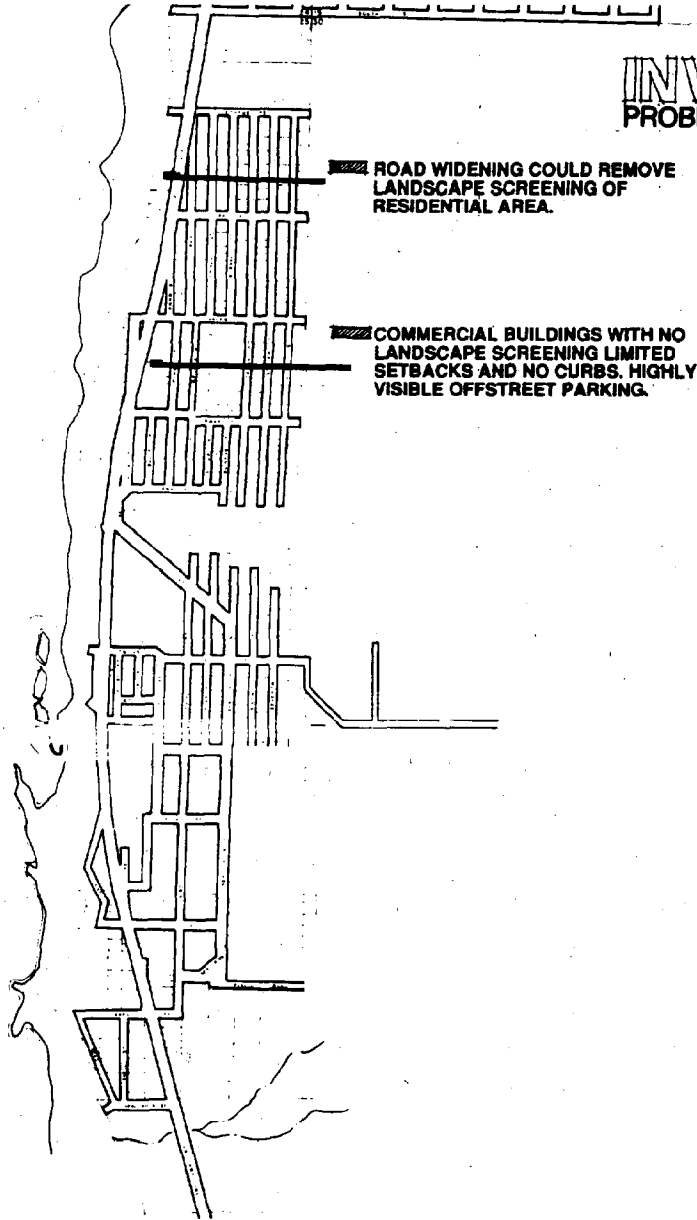 INV
PROB
ROAD WIDENING COULD REMOVE
LANDSCAPE SCREENING OF
RESIDENTIAL AREA.
COMMERCIAL BUILDINGS WITH NO
LANDSCAPE SCREENING LIMITED
SETBACKS AND NO CURBS. HIGHLY
VISIBLE OFFSTREET PARKING.